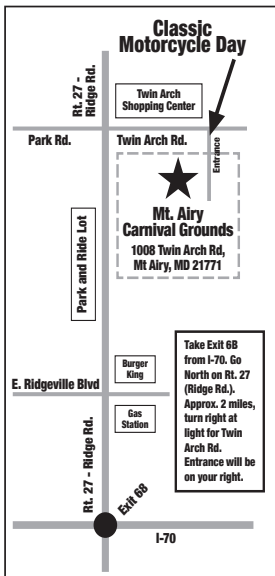 Classic
Motorcycle Day
Rt. 27 -
Ridge Rd.
Twin Arch
Shopping Center
Park Rd.
Twin Arch Rd.
Entrance
Mt. Airy
Carnival Grounds
1008 Twin Arch Rd,
Mt Airy, MD 21771
Park and Ride Lot
Burger
King
E. Ridgeville Blvd
Gas
Station
Take Exit 6B
from I-70. Go
North on Rt. 27
(Ridge Rd.).
Approx. 2 miles,
turn right at
light for Twin
Arch Rd.
Entrance will be
on your right.
Rt. 27 - Ridge Rd.
Exit 68
I-70